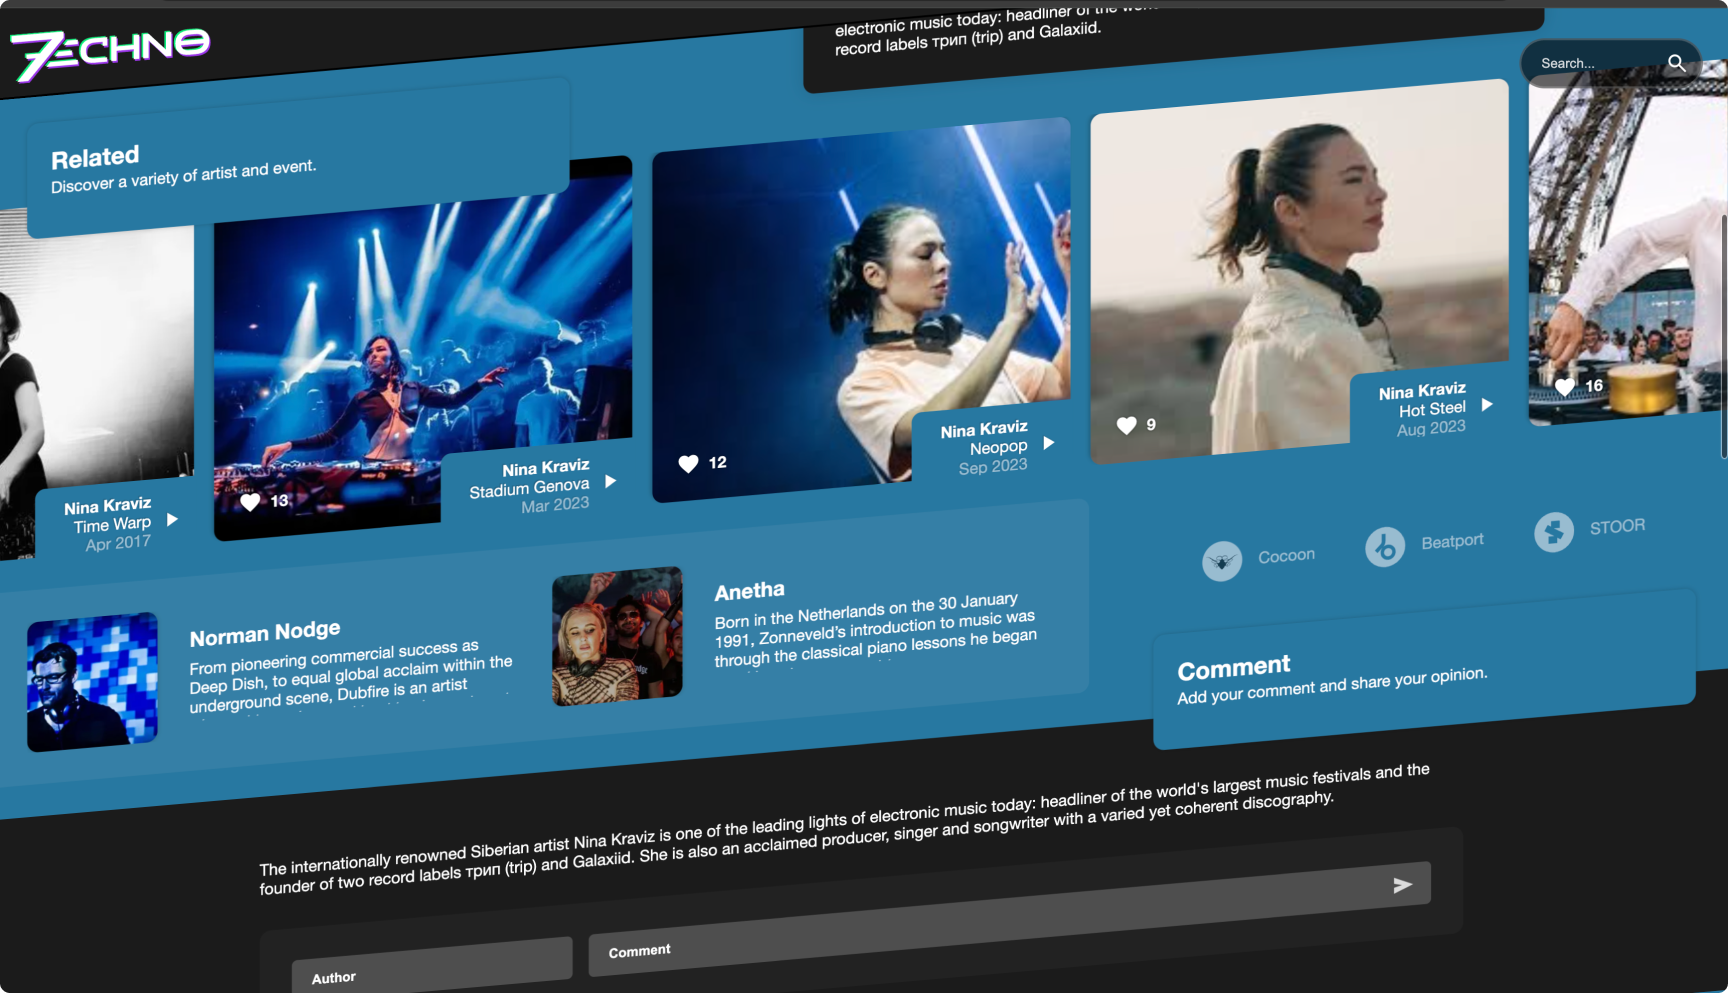 7ECHNO
electronic music today: headliner of the
record labels трип (trip) and Galaxiid.
Search...
Related
Discover a variety of artist and event.
Nina Kraviz
Time Warp
Apr 2017
13
Nina Kraviz
Stadium Genova
Mar 2023
12
Nina Kraviz
Neopop
Sep 2023
9
Nina Kraviz
Hot Steel
Aug 2023
16
Norman Nodge
From pioneering commercial success as
Deep Dish, to equal global acclaim within the
underground scene, Dubfire is an artist
Anetha
Born in the Netherlands on the 30 January
1991, Zonneveld’s introduction to music was
through the classical piano lessons he began
Cocoon
Beatport
STOOR
Comment
Add your comment and share your opinion.
The internationally renowned Siberian artist Nina Kraviz is one of the leading lights of electronic music today: headliner of the world's largest music festivals and the
founder of two record labels трип (trip) and Galaxiid. She is also an acclaimed producer, singer and songwriter with a varied yet coherent discography.
Author
Comment